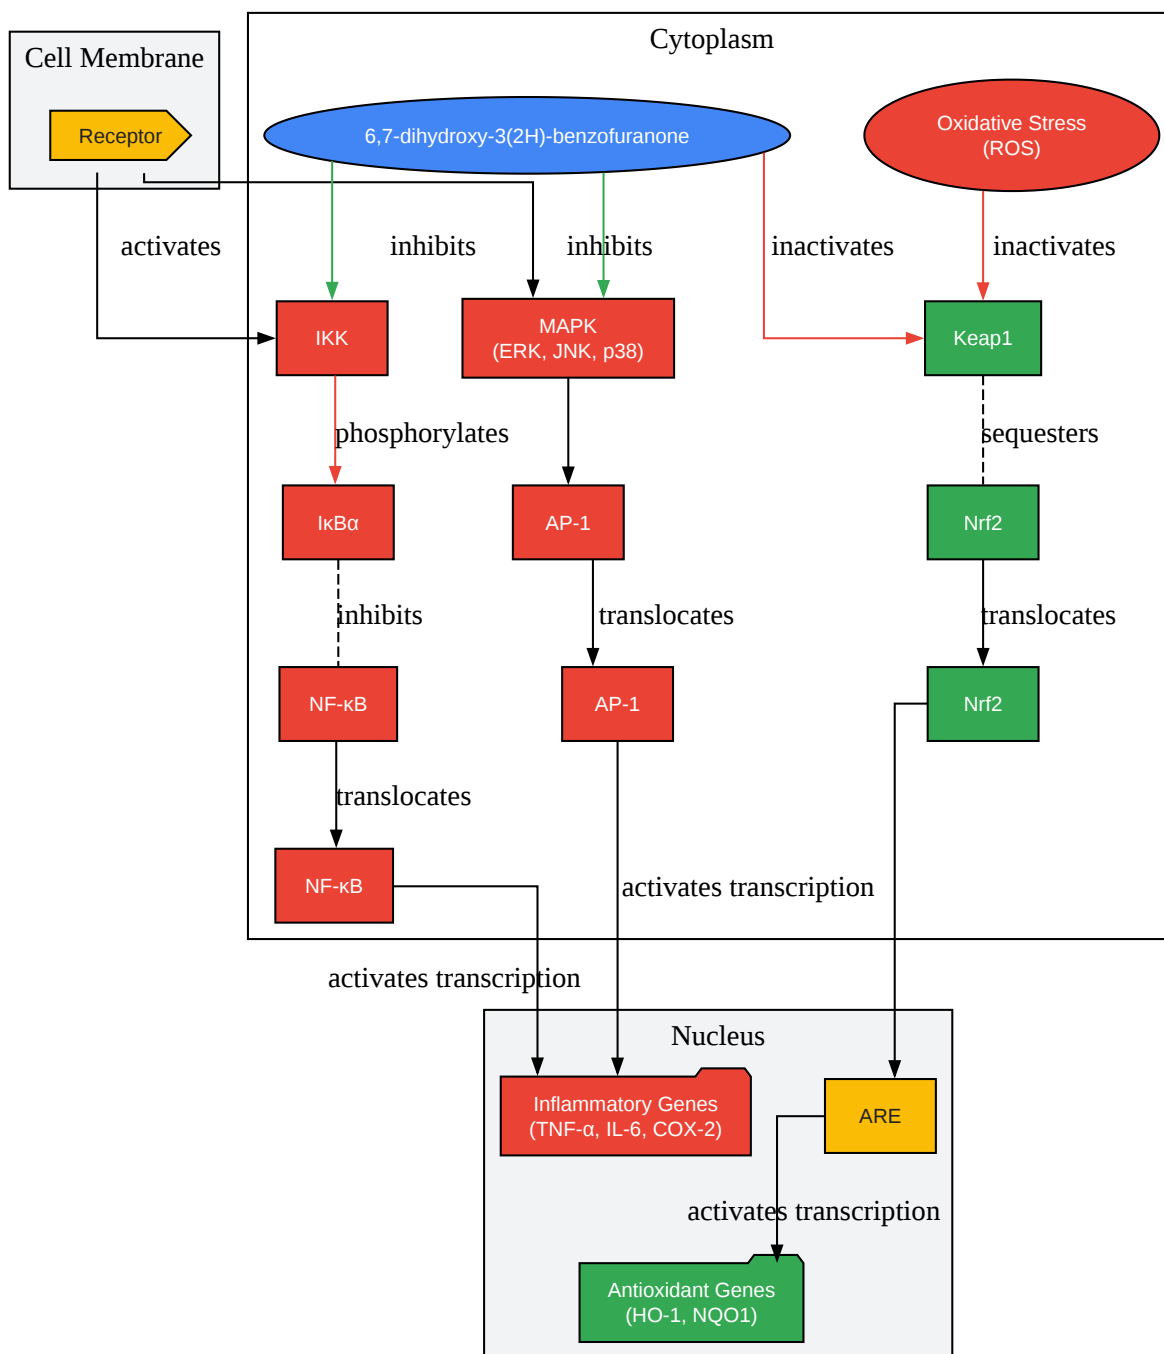 Cytoplasm
Cell Membrane
Receptor
6,7-dihydroxy-3(2H)-benzofuranone
Oxidative Stress
(ROS)
activates
inhibits
inhibits
inactivates
inactivates
IKK
MAPK
(ERK, JNK, p38)
Keap1
phosphorylates
sequesters
IκBα
AP-1
Nrf2
inhibits
translocates
translocates
NF-κB
AP-1
Nrf2
translocates
NF-κB
activates transcription
activates transcription
Nucleus
Inflammatory Genes
(TNF-α, IL-6, COX-2)
ARE
activates transcription
Antioxidant Genes
(HO-1, NQO1)